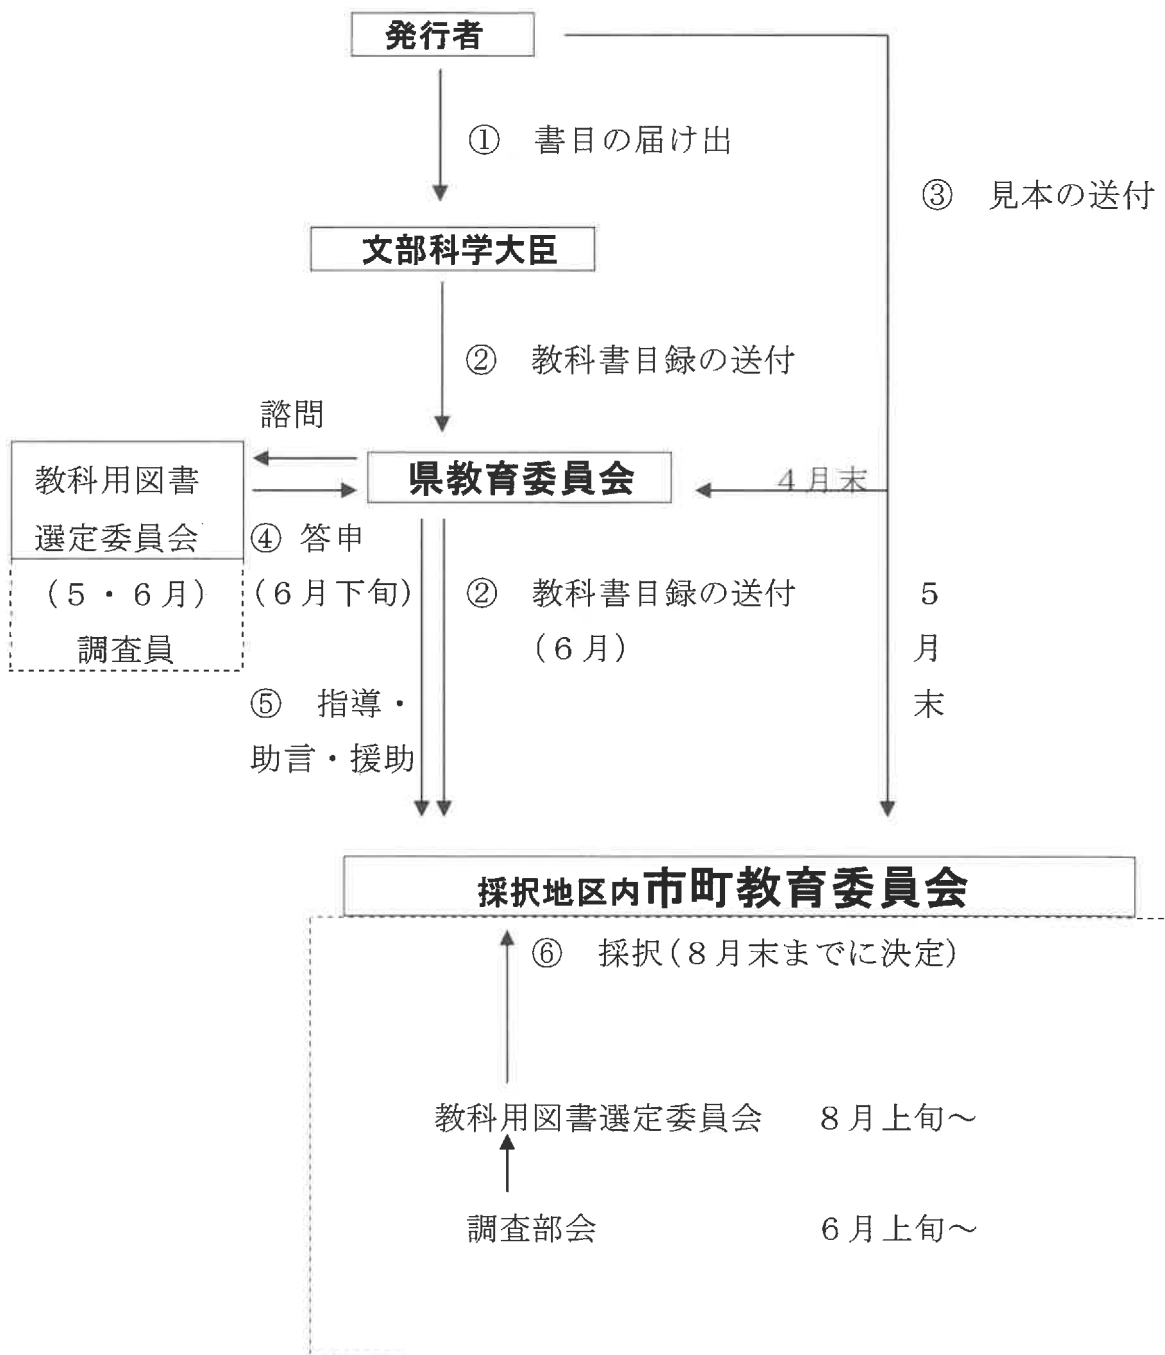 発行者
① 書目の届け出
③ 見本の送付
文部科学大臣
② 教科書目録の送付
諮問
県教育委員会
4月末
教科用図書
選定委員会
(5・6月)
調査員
④ 答申
(6月下旬)
② 教科書目録の送付
(6月)
5
月
末
⑤ 指導・
助言・援助
採択地区内市町教育委員会
⑥ 採択(8月末までに決定)
教科用図書選定委員会 8月上旬~
調査部会 6月上旬~